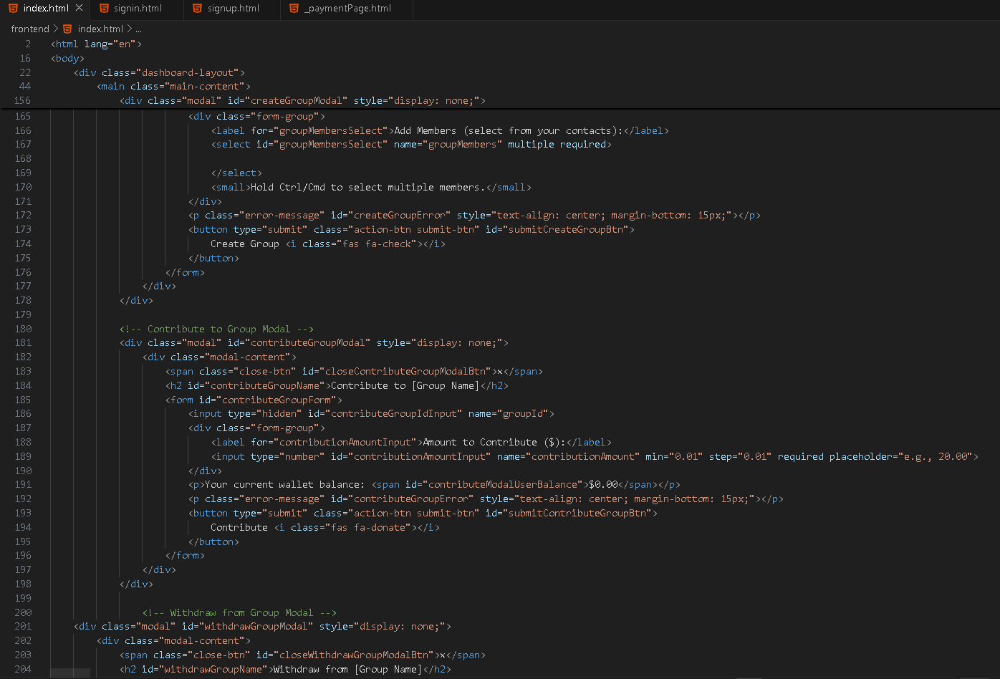 index.html × signin.html signup.html _paymentPage.html
frontend > index.html > ...
2 <html lang="en">
16 <body>
22 <div class="dashboard-layout">
44 <main class="main-content">
156 <div class="modal" id="createGroupModal" style="display: none;">
165 <div class="form-group">
166 <label for="groupMembersSelect">Add Members (select from your contacts):</label>
167 <select id="groupMembersSelect" name="groupMembers" multiple required>
168
169 </select>
170 <small>Hold Ctrl/Cmd to select multiple members.</small>
171 </div>
172 <p class="error-message" id="createGroupError" style="text-align: center; margin-bottom: 15px;"></p>
173 <button type="submit" class="action-btn submit-btn" id="submitCreateGroupBtn">
174 Create Group <i class="fas fa-check"></i>
175 </button>
176 </form>
177 </div>
178 </div>
179
180 <!-- Contribute to Group Modal -->
181 <div class="modal" id="contributeGroupModal" style="display: none;">
182 <div class="modal-content">
183 <span class="close-btn" id="closeContributeGroupModalBtn">×</span>
184 <h2 id="contributeGroupName">Contribute to [Group Name]</h2>
185 <form id="contributeGroupForm">
186 <input type="hidden" id="contributeGroupIdInput" name="groupId">
187 <div class="form-group">
188 <label for="contributionAmountInput">Amount to Contribute ($):</label>
189 <input type="number" id="contributionAmountInput" name="contributionAmount" min="0.01" step="0.01" required placeholder="e.g., 20.00">
190 </div>
191 <p>Your current wallet balance: <span id="contributeModalUserBalance">$0.00</span></p>
192 <p class="error-message" id="contributeGroupError" style="text-align: center; margin-bottom: 15px;"></p>
193 <button type="submit" class="action-btn submit-btn" id="submitContributeGroupBtn">
194 Contribute <i class="fas fa-donate"></i>
195 </button>
196 </form>
197 </div>
198 </div>
199
200 <!-- Withdraw from Group Modal -->
201 <div class="modal" id="withdrawGroupModal" style="display: none;">
202 <div class="modal-content">
203 <span class="close-btn" id="closeWithdrawGroupModalBtn">×</span>
204 <h2 id="withdrawGroupName">Withdraw from [Group Name]</h2>